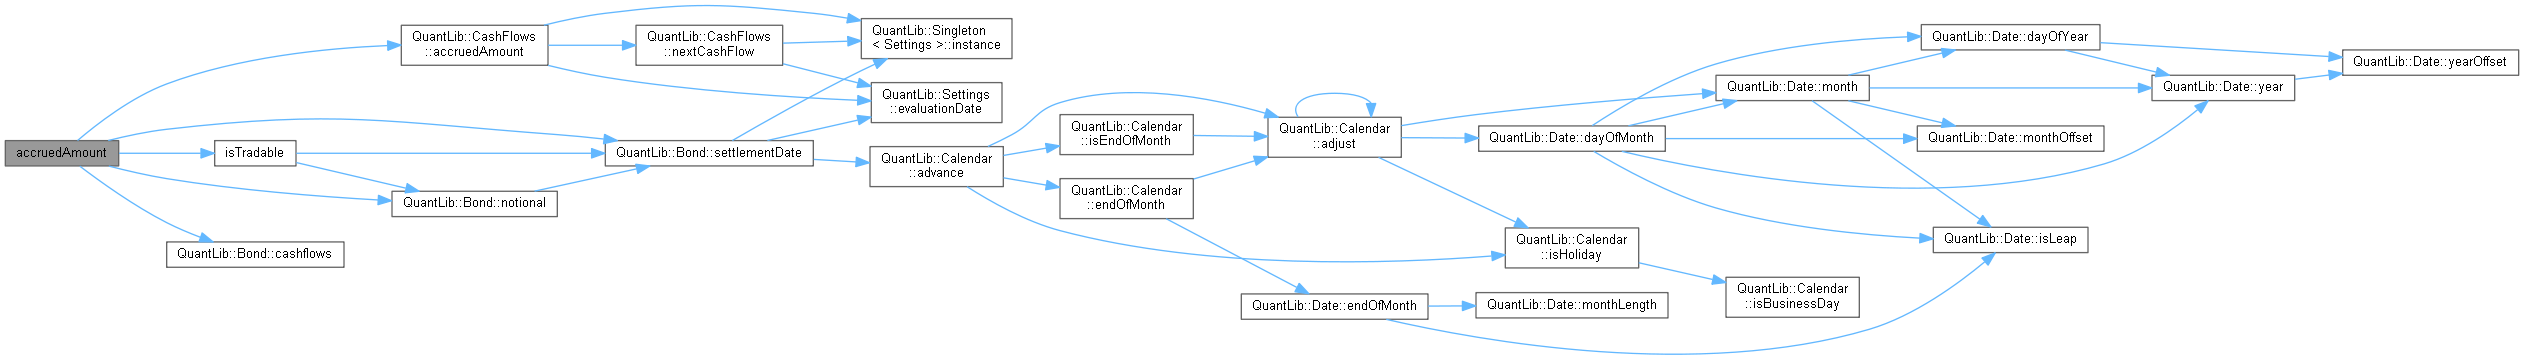 accruedAmount
QuantLib::CashFlows
::accruedAmount
QuantLib::Singleton
< Settings >::instance
QuantLib::Settings
::evaluationDate
QuantLib::CashFlows
::nextCashFlow
QuantLib::Bond::settlementDate
QuantLib::Calendar
::advance
QuantLib::Calendar
::adjust
QuantLib::Date::month
QuantLib::Date::dayOfYear
QuantLib::Date::year
QuantLib::Date::yearOffset
QuantLib::Date::isLeap
QuantLib::Date::monthOffset
QuantLib::Date::dayOfMonth
QuantLib::Calendar
::isHoliday
QuantLib::Calendar
::isBusinessDay
QuantLib::Calendar
::endOfMonth
QuantLib::Date::endOfMonth
QuantLib::Date::monthLength
QuantLib::Calendar
::isEndOfMonth
isTradable
QuantLib::Bond::notional
QuantLib::Bond::cashflows